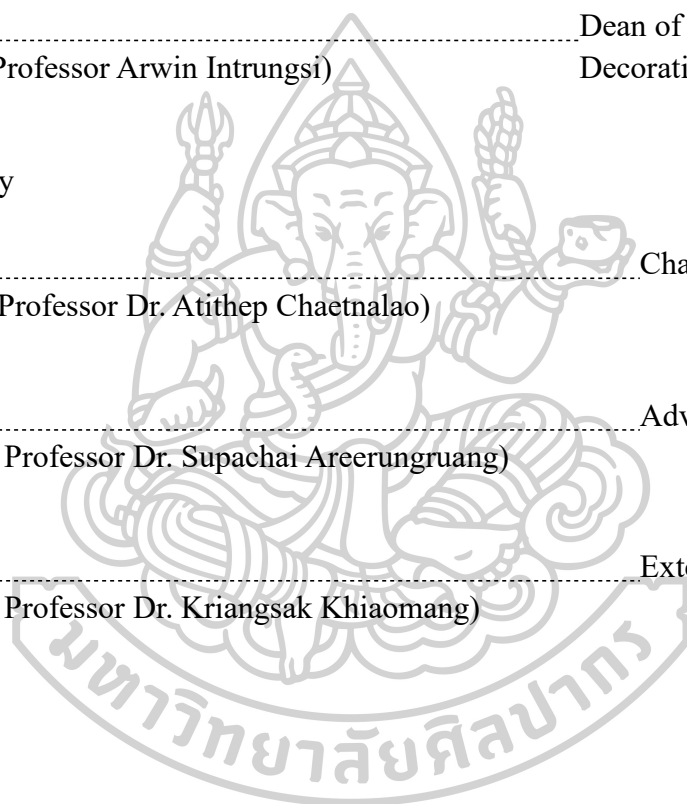 Dean of
Professor Arwin Intrungsi)
Decorati
y
Cha
Professor Dr. Atithep Chaetnalao)
Adv
Professor Dr. Supachai Areerungruang)
Exte
Professor Dr. Kriangsak Khiaomang)
มหาวิทยาลัยศิลปากร